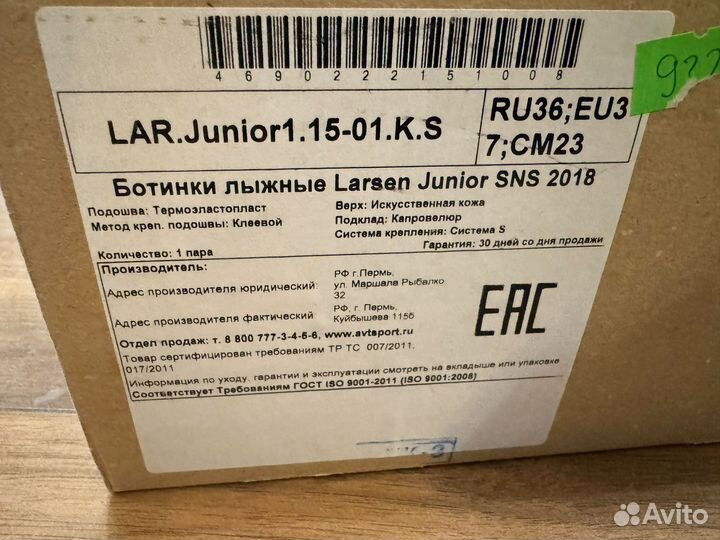 4690222151008
922
LAR.Junior1.15-01.K.S
RU36;EU3
7;CM23
Ботинки лыжные Larsen Junior SNS 2018
Подошва: Термоэластопласт
Метод креп. подошвы: Клеевой
Верх: Искусственная кожа
Подклад: Капровелюр
Система крепления: Система S
Количество: 1 пара
Гарантия: 30 дней со дня продажи
Производитель:
Адрес производителя юридический:
РФ г.Пермь,
ул. Маршала Рыбалко
32
Адрес производителя фактический:
РФ, г. Пермь,
Куйбышева 115б
Отдел продаж: т. 8 800 777-3-4-5-6, www.avtsport.ru
Товар сертифицирован требованиям ТР ТС 007/2011,
017/2011
Информация по уходу, гарантии и эксплуатации смотреть на вкладыше или упаковке
Соответствует Требованиям ГОСТ ISO 9001-2011 (ISO 9001:2008)
EAC
Avito